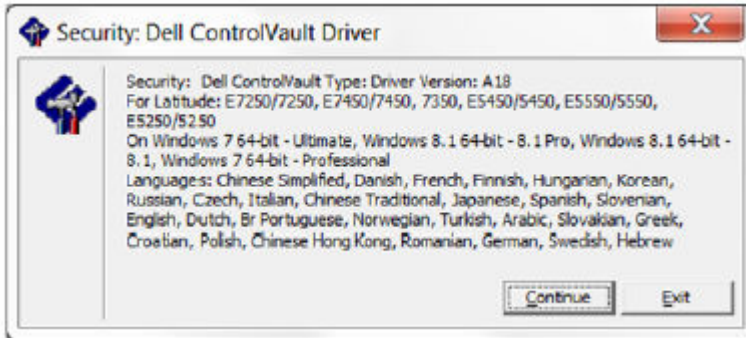 Security: Dell ControlVault Driver
Security: Dell ControlVault Type: Driver Version: A18
For Latitude: E7250/7250, E7450/7450, 7350, E5450/5450, E5550/5550,
E5250/5250
On Windows 7 64-bit - Ultimate, Windows 8.1 64-bit - 8.1 Pro, Windows 8.1 64-bit -
8.1, Windows 7 64-bit - Professional
Languages: Chinese Simplified, Danish, French, Finnish, Hungarian, Korean,
Russian, Czech, Italian, Chinese Traditional, Japanese, Spanish, Slovenian,
English, Dutch, Br Portuguese, Norwegian, Turkish, Arabic, Slovakian, Greek,
Croatian, Polish, Chinese Hong Kong, Romanian, German, Swedish, Hebrew
Continue Exit